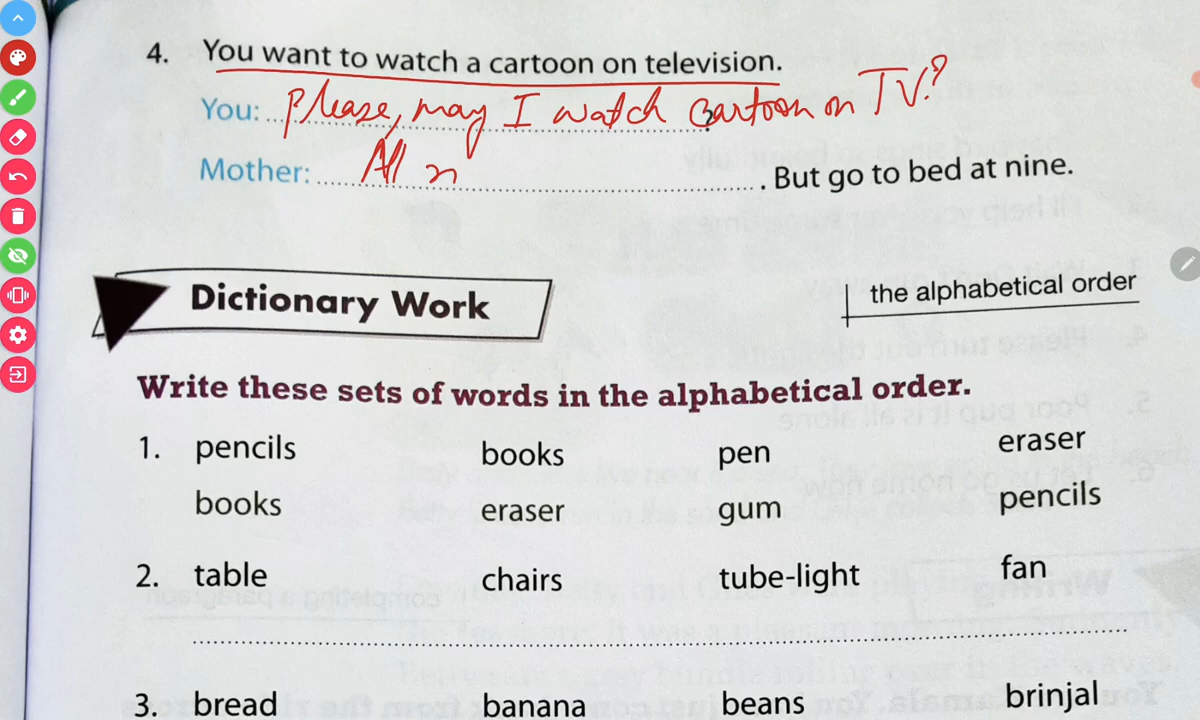 4. You want to watch a cartoon on television.
You: Please, may I watch cartoon on TV?
Mother: All . But go to bed at nine.
Dictionary Work
the alphabetical order
Write these sets of words in the alphabetical order.
1. pencils books pen eraser
books eraser gum pencils
2. table chairs tube-light fan
3. bread banana beans brinjal